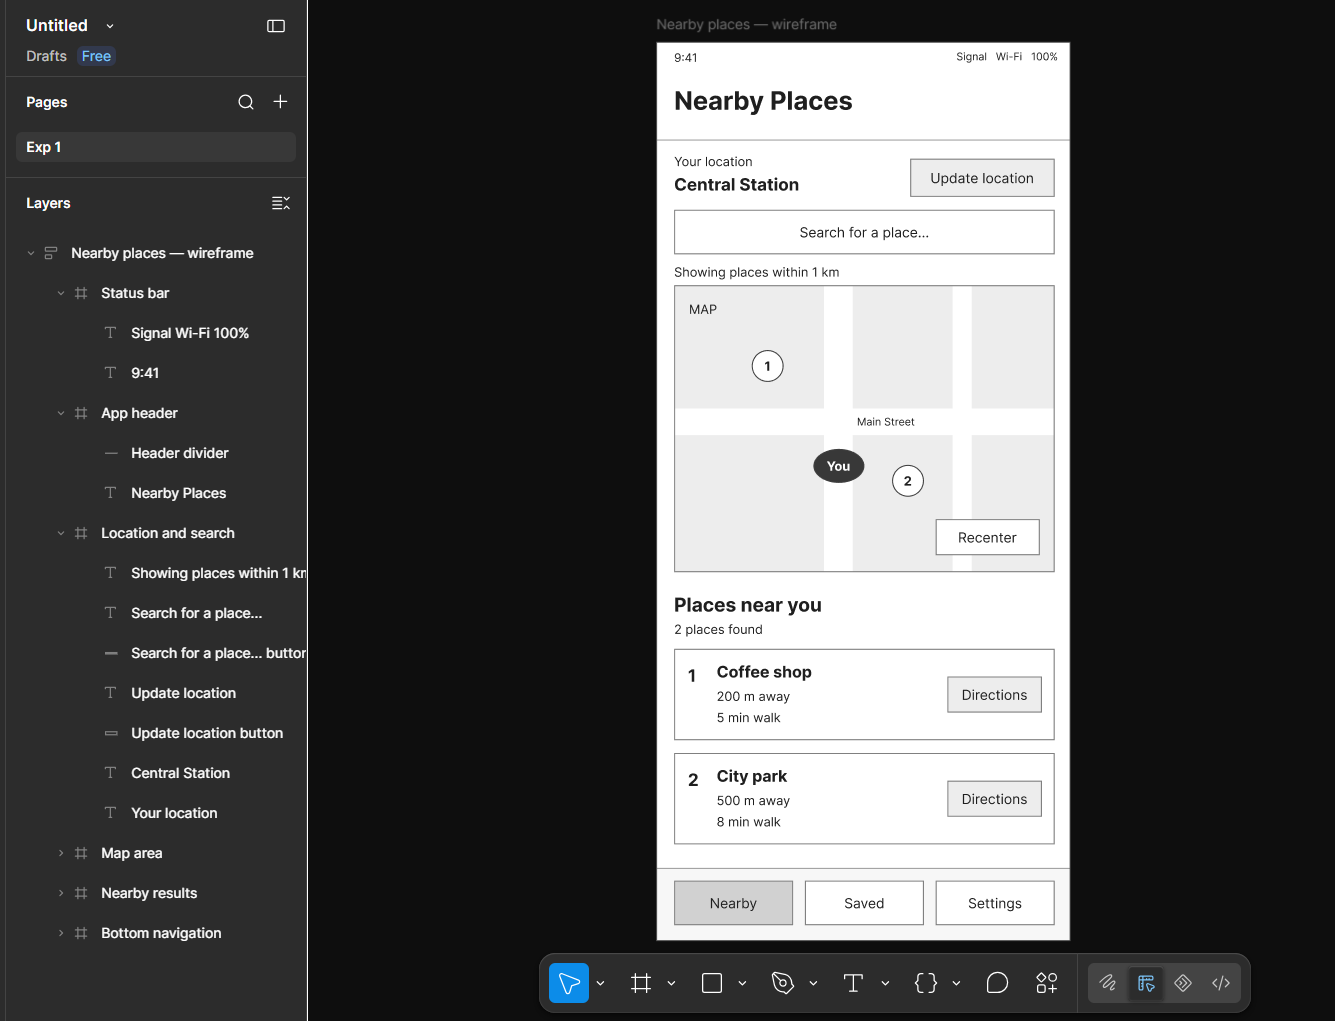 Untitled
Drafts Free
Pages
Exp 1
Layers
Nearby places — wireframe
Status bar
Signal Wi-Fi 100%
9:41
App header
Header divider
Nearby Places
Location and search
Showing places within 1 km
Search for a place...
Search for a place... button
Update location
Update location button
Central Station
Your location
Map area
Nearby results
Bottom navigation
Nearby places — wireframe
9:41 Signal Wi-Fi 100%
Nearby Places
Your location
Central Station
Update location
Search for a place...
Showing places within 1 km
MAP
1
Main Street
You
2
Recenter
Places near you
2 places found
1 Coffee shop
200 m away
5 min walk
Directions
2 City park
500 m away
8 min walk
Directions
Nearby Saved Settings